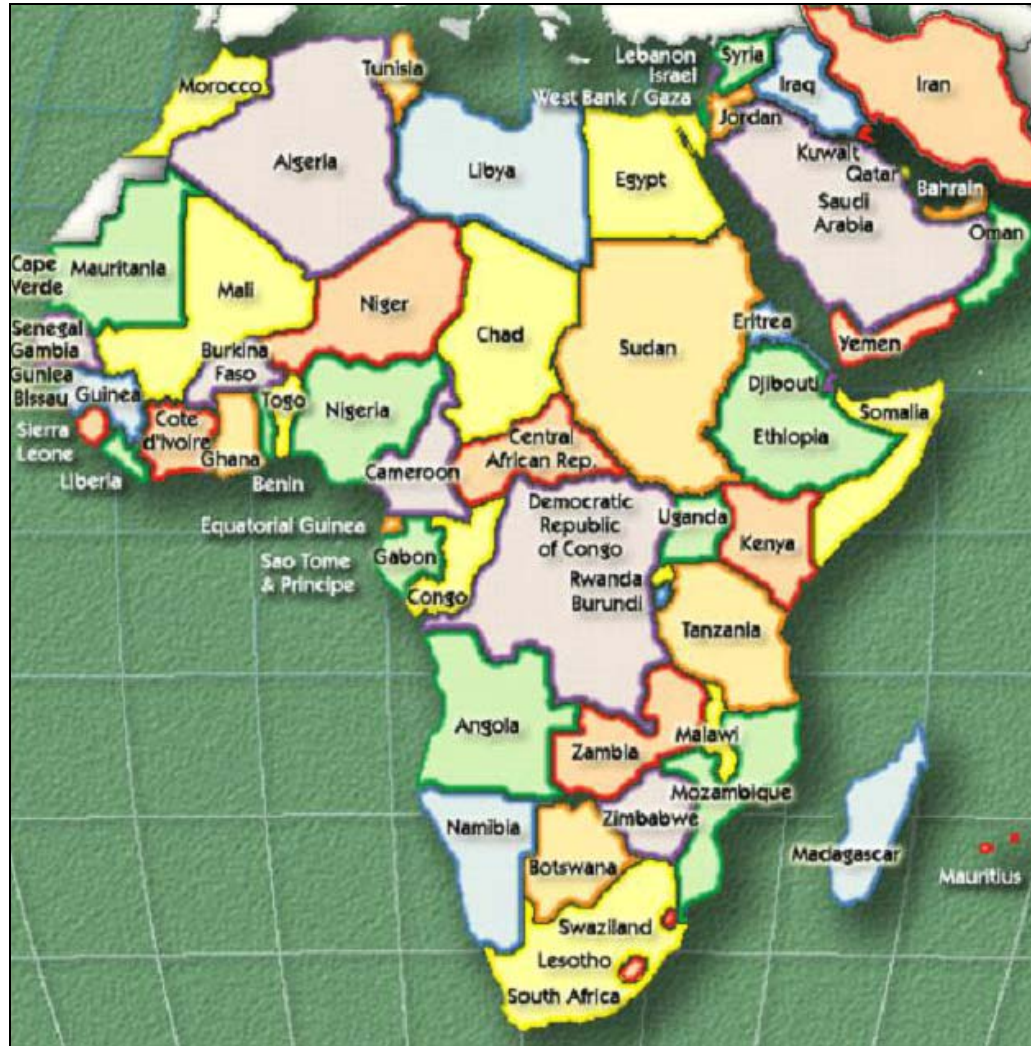 Lebanon
Syria
Israel
West Bank / Gaza
Iraq
Iran
Tunisia
Morocco
Jordan
Algeria
Libya
Egypt
Kuwait
Qatar
Bahrain
Saudi
Arabia
Oman
Cape
Verde
Mauritania
Mali
Niger
Chad
Sudan
Eritrea
Yemen
Senegal
Gambia
Burkina
Faso
Guniea
Bissau
Guinea
Togo
Nigeria
Djibouti
Somalia
Sierra
Leone
Cote
d'Ivoire
Ghana
Central
African Rep.
Ethiopia
Liberia
Benin
Cameroon
Democratic
Republic
of Congo
Uganda
Kenya
Equatorial Guinea
Gabon
Sao Tome
& Principe
Congo
Rwanda
Burundi
Tanzania
Angola
Zambia
Malawi
Mozambique
Namibia
Zimbabwe
Madagascar
Mauritius
Botswana
Swaziland
Lesotho
South Africa